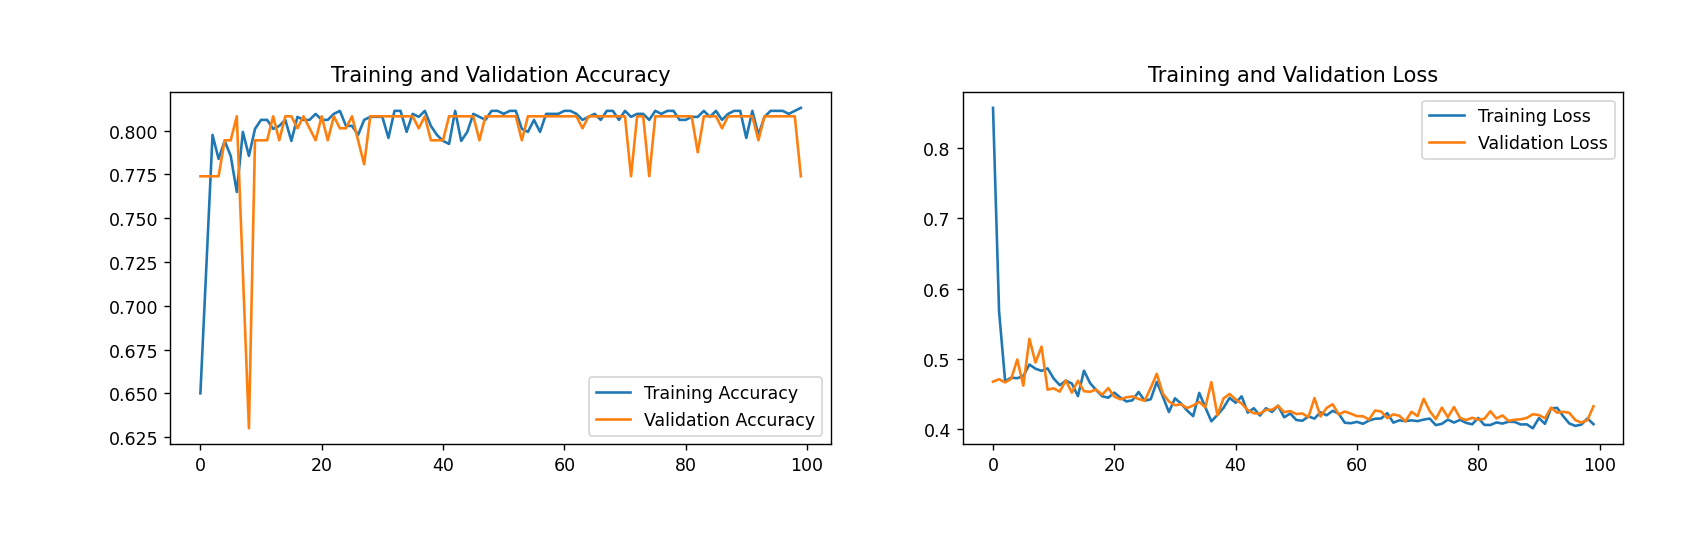 Training and Validation Accuracy
0.800
0.775
0.750
0.725
0.700
0.675
0.650
0.625
0 20 40 60 80 100
Training Accuracy
Validation Accuracy
Training and Validation Loss
0.8
0.7
0.6
0.5
0.4
0 20 40 60 80 100
Training Loss
Validation Loss